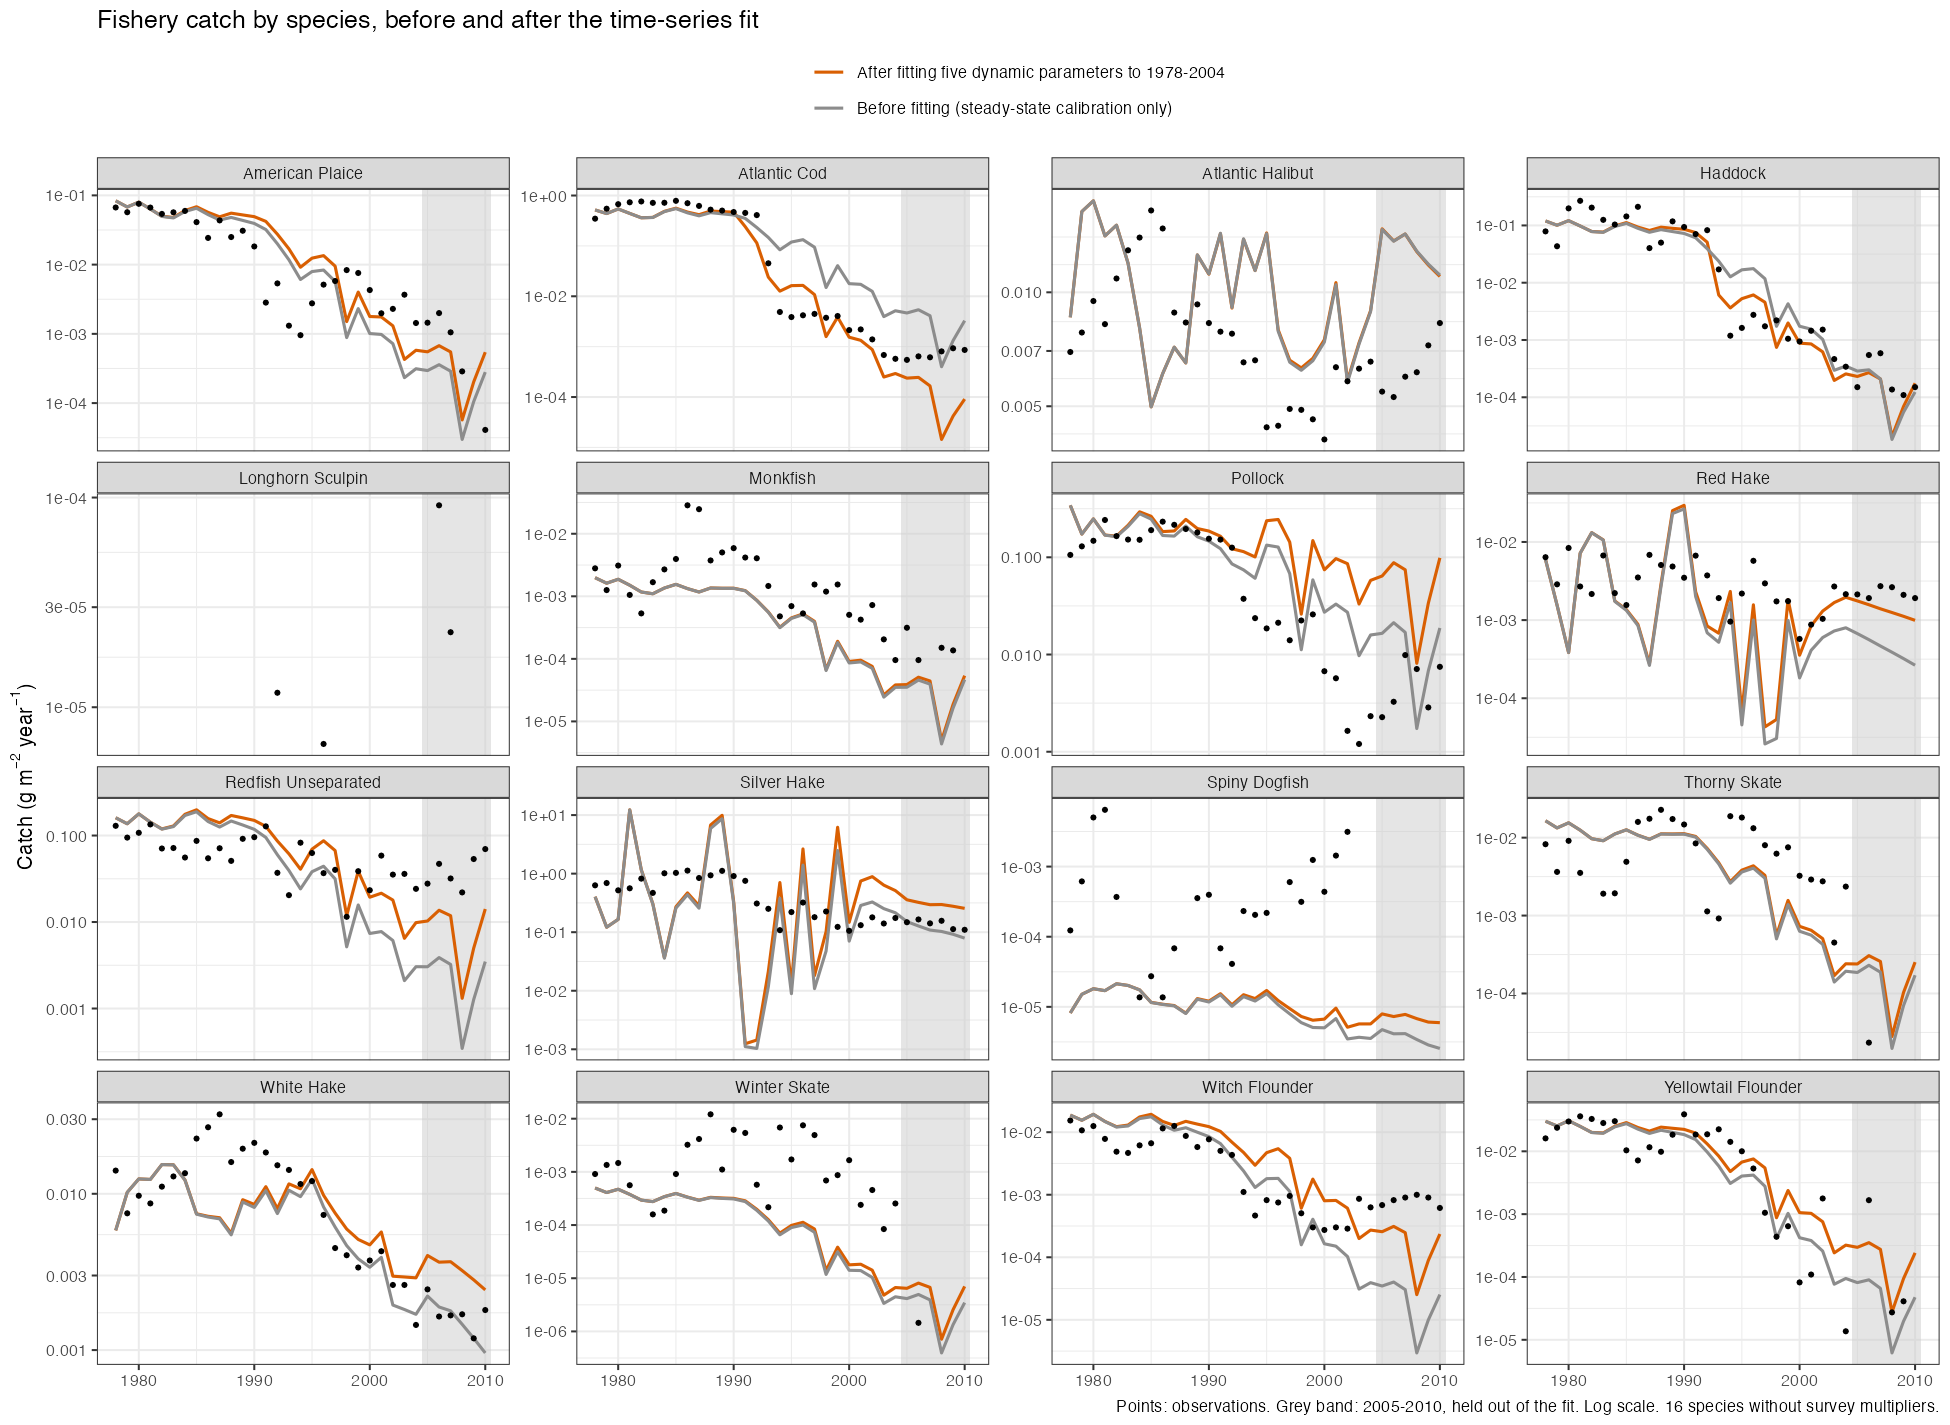 Fishery catch by species, before and after the time-series fit
After fitting five dynamic parameters to 1978-2004
Before fitting (steady-state calibration only)
Catch (g m⁻² year⁻¹)
American Plaice
1e-01
1e-02
1e-03
1e-04
Atlantic Cod
1e+00
1e-02
1e-04
Atlantic Halibut
0.010
0.007
0.005
Haddock
1e-01
1e-02
1e-03
1e-04
Longhorn Sculpin
1e-04
3e-05
1e-05
Monkfish
1e-02
1e-03
1e-04
1e-05
Pollock
0.100
0.010
0.001
Red Hake
1e-02
1e-03
1e-04
Redfish Unseparated
0.100
0.010
0.001
Silver Hake
1e+01
1e+00
1e-01
1e-02
1e-03
Spiny Dogfish
1e-03
1e-04
1e-05
Thorny Skate
1e-02
1e-03
1e-04
White Hake
0.030
0.010
0.003
0.001
1980 1990 2000 2010
Winter Skate
1e-02
1e-03
1e-04
1e-05
1e-06
1980 1990 2000 2010
Witch Flounder
1e-02
1e-03
1e-04
1e-05
1980 1990 2000 2010
Yellowtail Flounder
1e-02
1e-03
1e-04
1e-05
1980 1990 2000 2010
Points: observations. Grey band: 2005-2010, held out of the fit. Log scale. 16 species without survey multipliers.